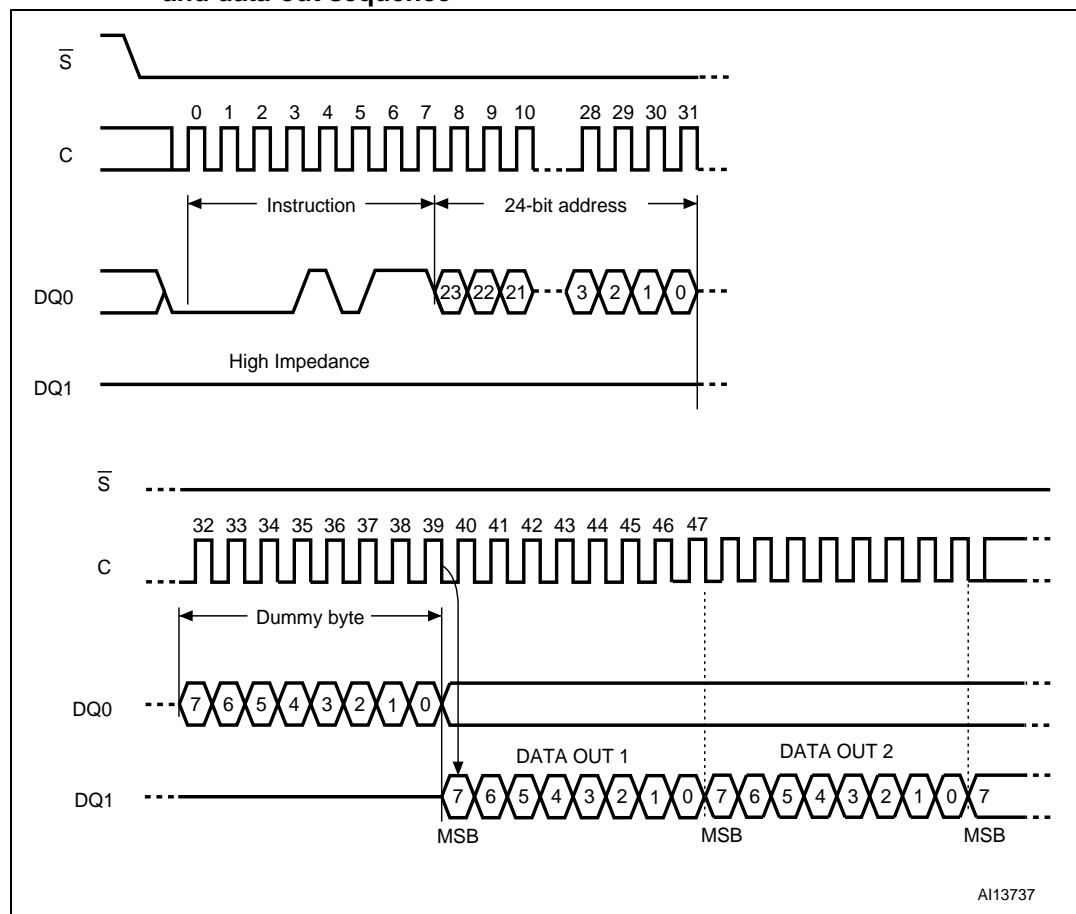 and data-out sequence
S
0 1 2 3 4 5 6 7 8 9 10 28 29 30 31
C
Instruction 24-bit address
DQ0 23 22 21 3 2 1 0
High Impedance
DQ1
S
32 33 34 35 36 37 38 39 40 41 42 43 44 45 46 47
C
Dummy byte
DQ0 7 6 5 4 3 2 1 0
DATA OUT 1 DATA OUT 2
DQ1 7 6 5 4 3 2 1 0 7 6 5 4 3 2 1 0 7
MSB MSB MSB
AI13737